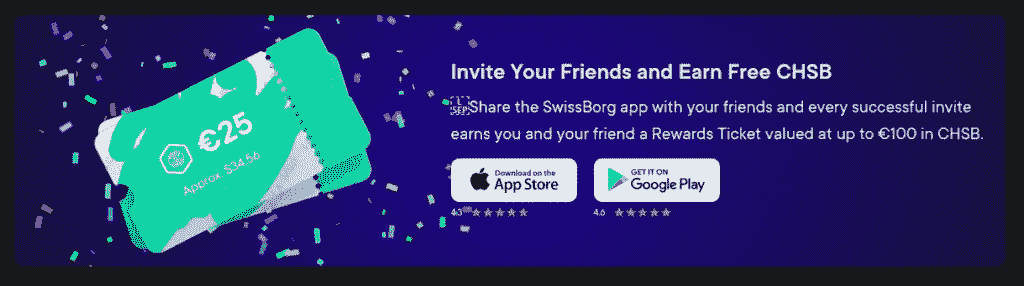 €25
Approx. $34.56
Invite Your Friends and Earn Free CHSB
Share the SwissBorg app with your friends and every successful invite
earns you and your friend a Rewards Ticket valued at up to €100 in CHSB.
Download on the
App Store
GET IT ON
Google Play
4.3
4.6